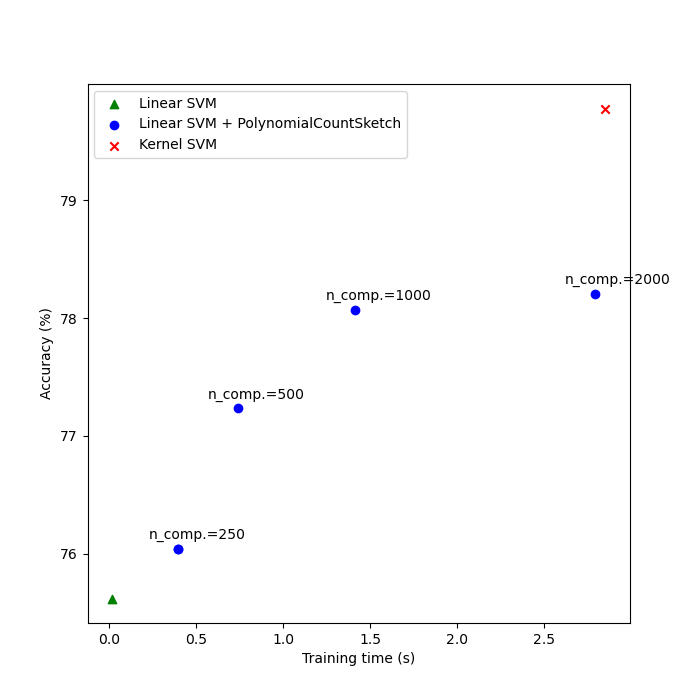 Linear SVM
Linear SVM + PolynomialCountSketch
Kernel SVM
79
n_comp.=2000
n_comp.=1000
78
Accuracy (%)
n_comp.=500
77
n_comp.=250
76
0.0 0.5 1.0 1.5 2.0 2.5
Training time (s)